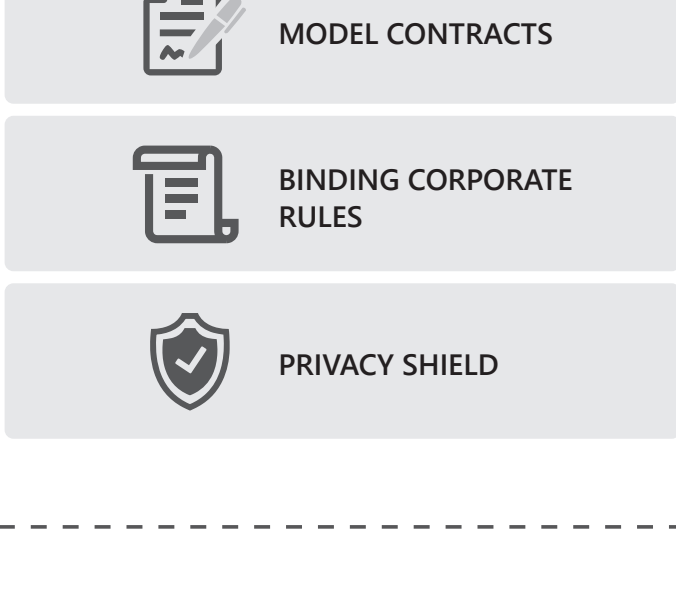 MODEL CONTRACTS
BINDING CORPORATE
RULES
PRIVACY SHIELD